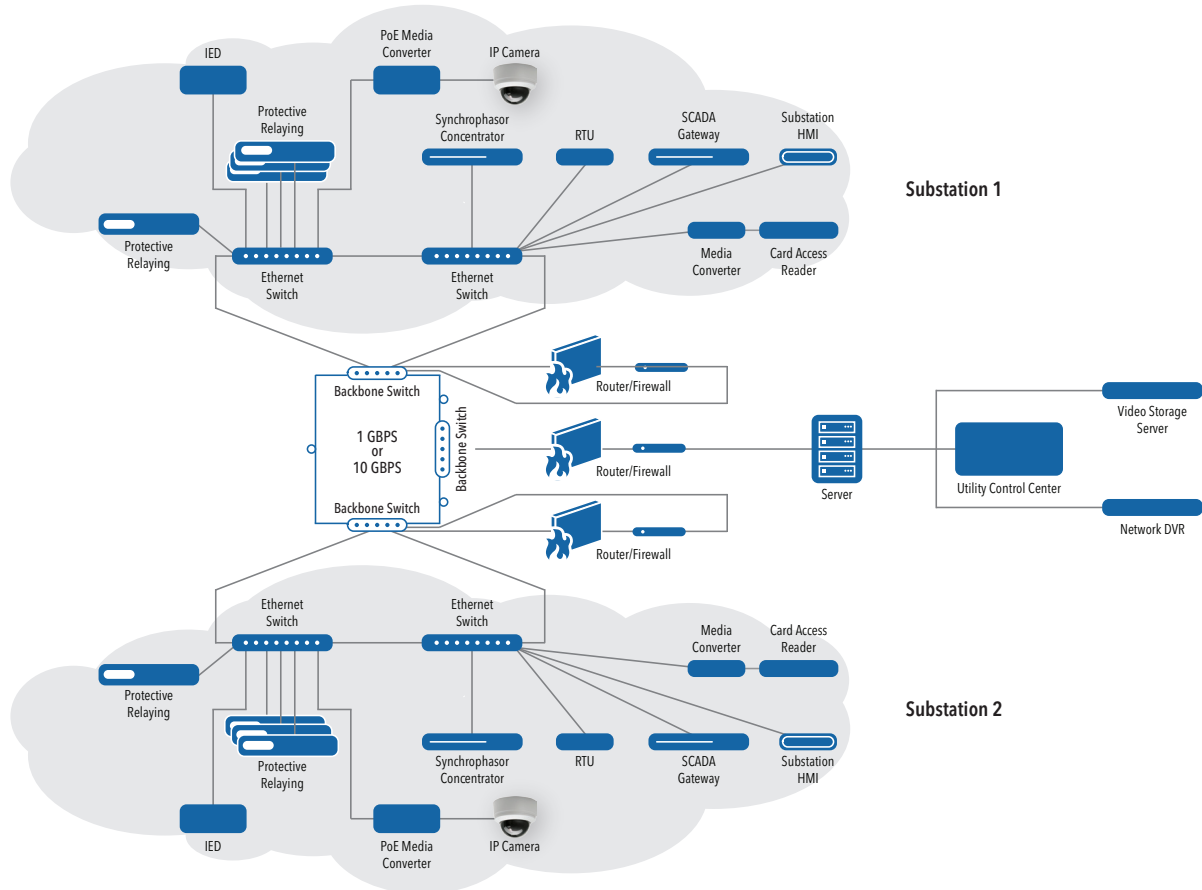 IED
PoE Media
Converter
IP Camera
Protective
Relaying
Synchrophasor
Concentrator
RTU
SCADA
Gateway
Substation
HMI
Substation 1
Protective
Relaying
Ethernet
Switch
Ethernet
Switch
Media
Converter
Card Access
Reader
Backbone Switch
Router/Firewall
1 GBPS
or
10 GBPS
Backbone Switch
Router/Firewall
Server
Video Storage
Server
Utility Control Center
Network DVR
Backbone Switch
Router/Firewall
Ethernet
Switch
Ethernet
Switch
Media
Converter
Card Access
Reader
Protective
Relaying
Substation 2
Protective
Relaying
Synchrophasor
Concentrator
RTU
SCADA
Gateway
Substation
HMI
IED
PoE Media
Converter
IP Camera